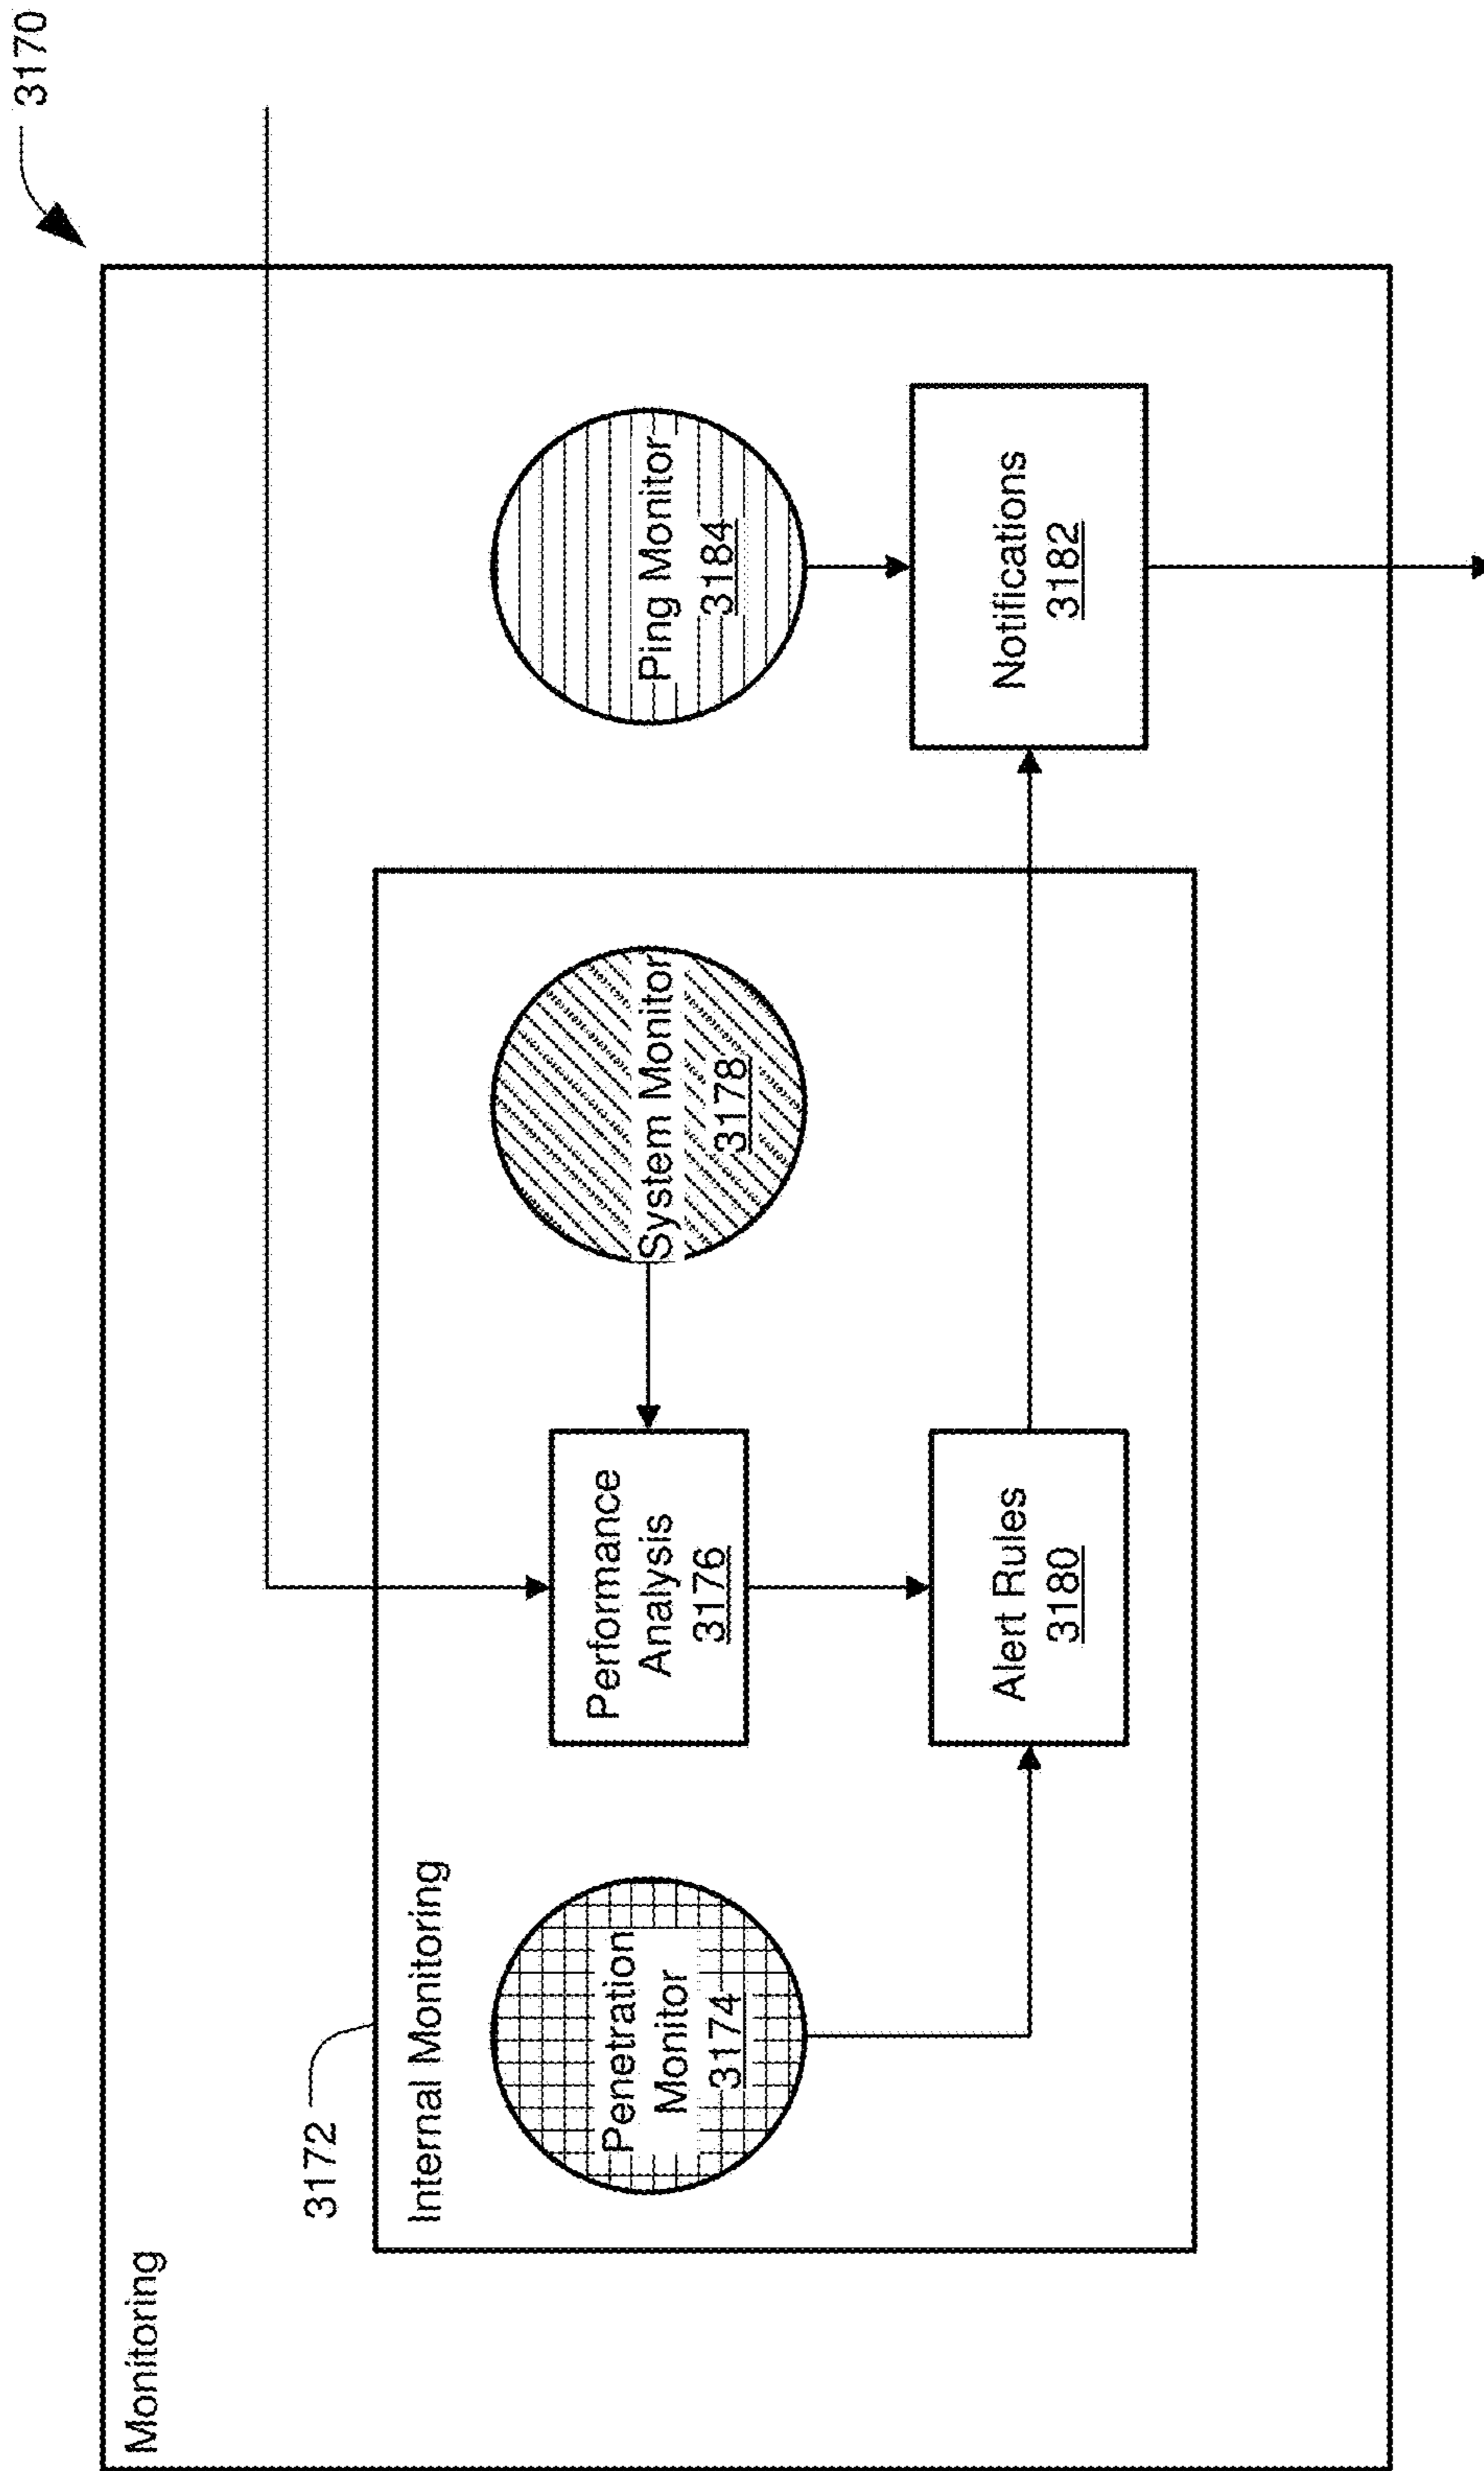 3170
Monitoring
3172
Internal Monitoring
Penetration
Monitor
3174
Performance
Analysis
3176
System Monitor
3178
Ping Monitor
3184
Alert Rules
3180
Notifications
3182